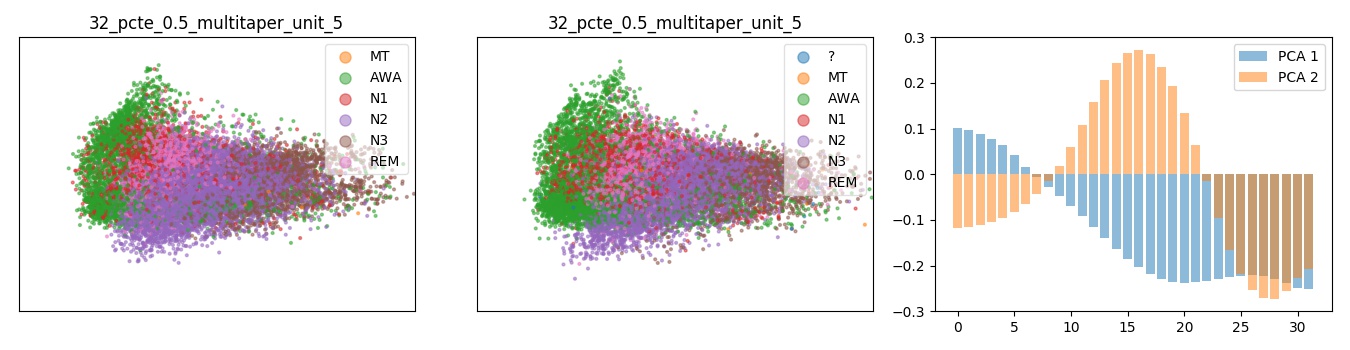 32_pcte_0.5_multitaper_unit_5
MT
AWA
N1
N2
N3
REM
32_pcte_0.5_multitaper_unit_5
?
MT
AWA
N1
N2
N3
REM
0.3
0.2
0.1
0.0
−0.1
−0.2
−0.3
0
5
10
15
20
25
30
PCA 1
PCA 2